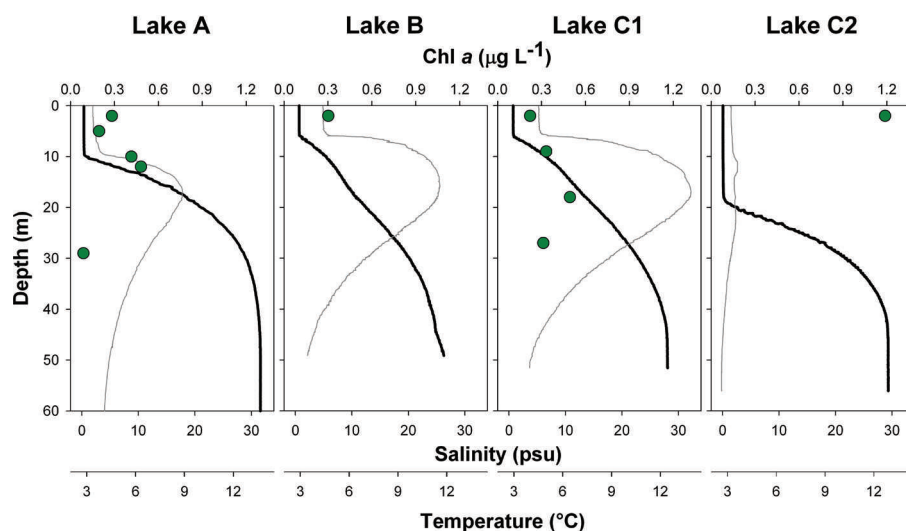 Lake A Lake B Lake C1 Lake C2
Chl a (μg L-1)
0.0 0.3 0.6 0.9 1.2 0.0 0.3 0.6 0.9 1.2 0.0 0.3 0.6 0.9 1.2 0.0 0.3 0.6 0.9 1.2
0
10
20
30
40
50
60
Depth (m)
0 10 20 30 0 10 20 30 0 10 20 30 0 10 20 30
Salinity (psu)
3 6 9 12 3 6 9 12 3 6 9 12 3 6 9 12
Temperature (°C)